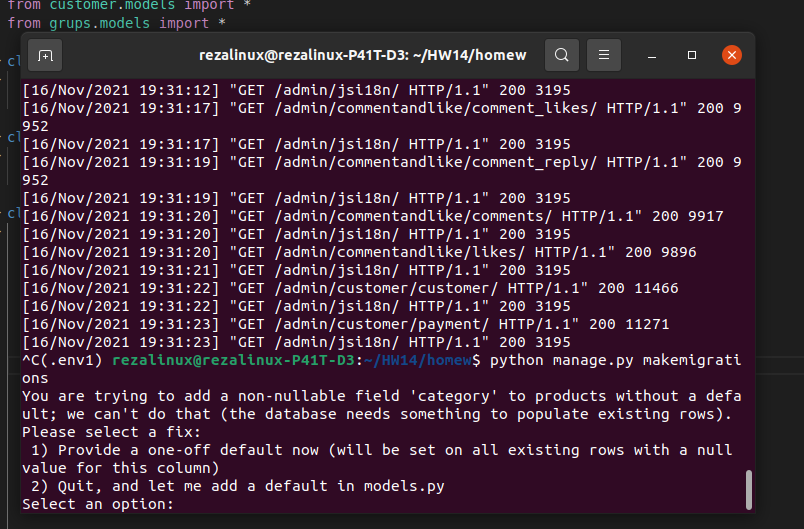 from customer.models import *
from grups.models import *
rezalinux@rezalinux-P41T-D3: ~/HW14/homew
cl
[16/Nov/2021 19:31:12] "GET /admin/jsi18n/ HTTP/1.1" 200 3195
[16/Nov/2021 19:31:17] "GET /admin/commentandlike/comment_likes/ HTTP/1.1" 200 9
952
cl
[16/Nov/2021 19:31:17] "GET /admin/jsi18n/ HTTP/1.1" 200 3195
[16/Nov/2021 19:31:19] "GET /admin/commentandlike/comment_reply/ HTTP/1.1" 200 9
952
[16/Nov/2021 19:31:19] "GET /admin/jsi18n/ HTTP/1.1" 200 3195
cl
[16/Nov/2021 19:31:20] "GET /admin/commentandlike/comments/ HTTP/1.1" 200 9917
[16/Nov/2021 19:31:20] "GET /admin/jsi18n/ HTTP/1.1" 200 3195
[16/Nov/2021 19:31:20] "GET /admin/commentandlike/likes/ HTTP/1.1" 200 9896
[16/Nov/2021 19:31:21] "GET /admin/jsi18n/ HTTP/1.1" 200 3195
[16/Nov/2021 19:31:22] "GET /admin/customer/customer/ HTTP/1.1" 200 11466
[16/Nov/2021 19:31:22] "GET /admin/jsi18n/ HTTP/1.1" 200 3195
[16/Nov/2021 19:31:23] "GET /admin/customer/payment/ HTTP/1.1" 200 11271
[16/Nov/2021 19:31:23] "GET /admin/jsi18n/ HTTP/1.1" 200 3195
^C(.env1) rezalinux@rezalinux-P41T-D3:~/HW14/homew$ python manage.py makemigrati
ons
You are trying to add a non-nullable field 'category' to products without a defa
ult; we can't do that (the database needs something to populate existing rows).
Please select a fix:
 1) Provide a one-off default now (will be set on all existing rows with a null
value for this column)
 2) Quit, and let me add a default in models.py
Select an option: